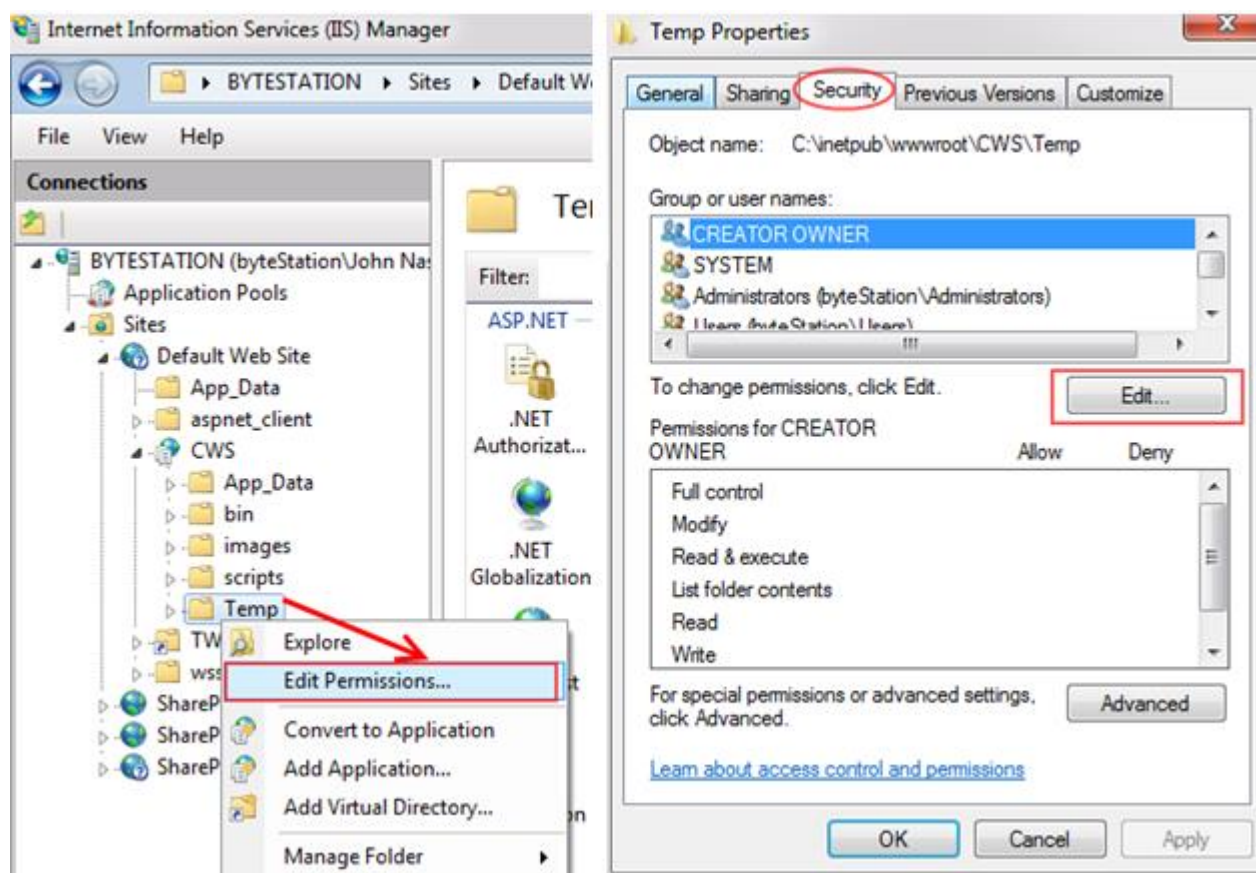 Internet Information Services (IIS) Manager
BYTESTATION Sites Default W
File View Help
Connections
BYTESTATION (byteStation\John Na
Application Pools
Sites
Default Web Site
App_Data
aspnet_client
CWS
App_Data
bin
images
scripts
Temp
TW
wss
ShareP
ShareP
ShareP
Explore
Edit Permissions...
Convert to Application
Add Application...
Add Virtual Directory...
Manage Folder
Te
Filter:
ASP.NET
.NET
Authorizat...
.NET
Globalization
Temp Properties
General Sharing Security Previous Versions Customize
Object name: C:\inetpub\wwwroot\CWS\Temp
Group or user names:
CREATOR OWNER
SYSTEM
Administrators (byteStation\Administrators)
Users (byteStation\Users)
To change permissions, click Edit.
Edit...
Permissions for CREATOR
OWNER Allow Deny
Full control
Modify
Read & execute
List folder contents
Read
Write
For special permissions or advanced settings,
click Advanced.
Advanced
Learn about access control and permissions
OK Cancel Apply